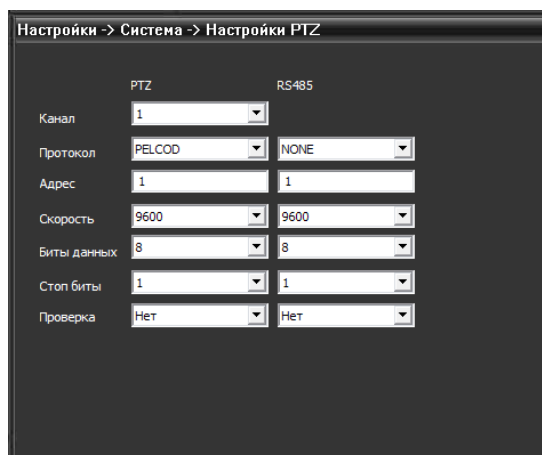 Настройки -> Система -> Настройки PTZ
PTZ RS485
Канал 1
Протокол PELCOD NONE
Адрес 1 1
Скорость 9600 9600
Биты данных 8 8
Стоп биты 1 1
Проверка Нет Нет